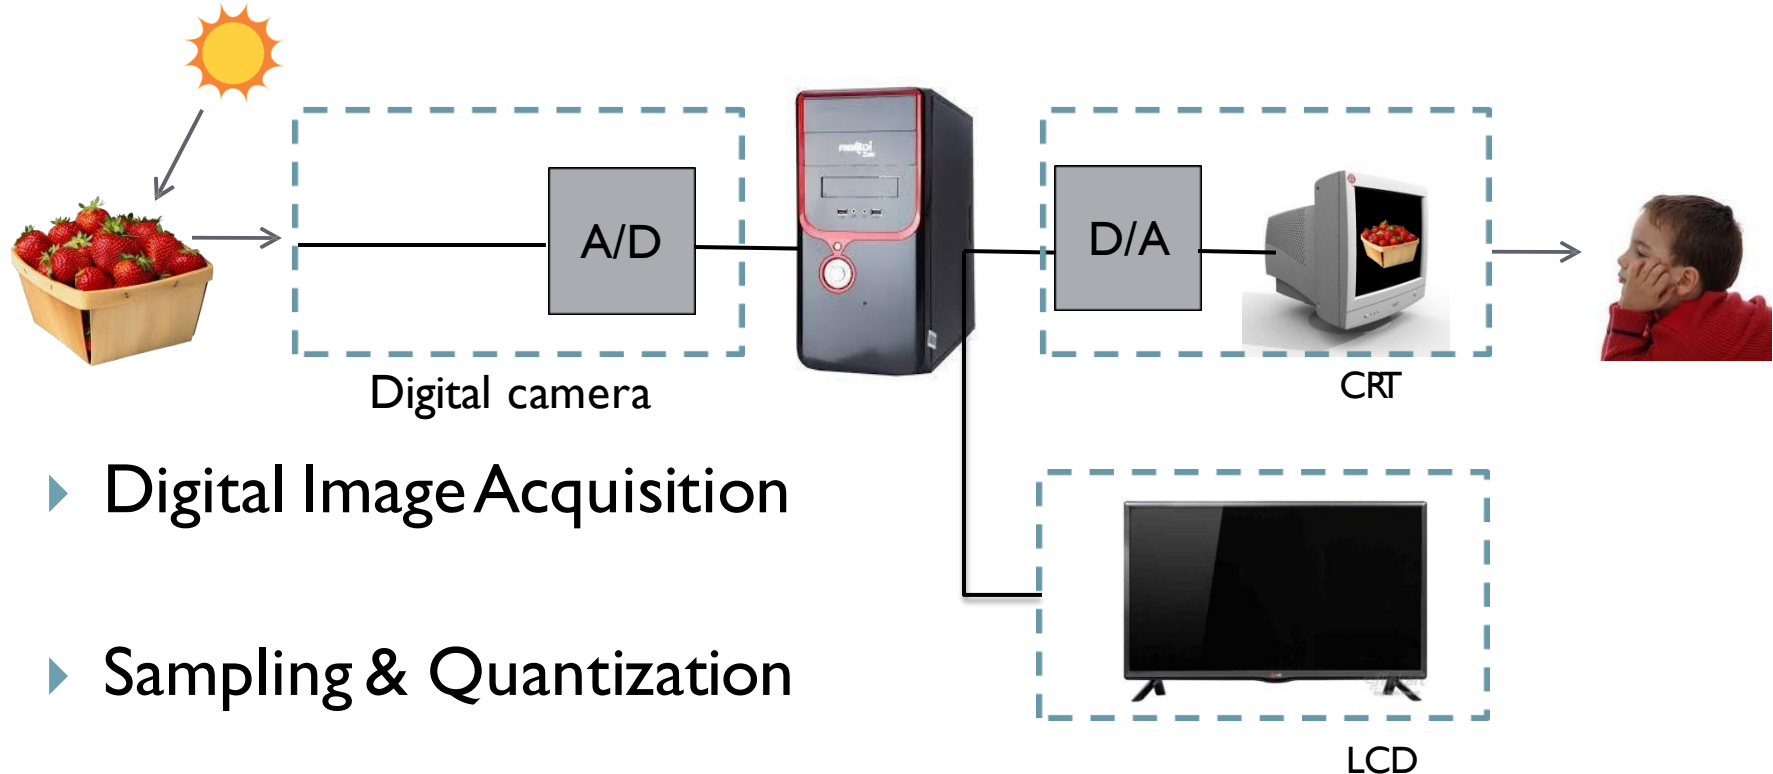 A/D
D/A
Digital camera
CRT
Digital Image Acquisition
Sampling & Quantization
LCD